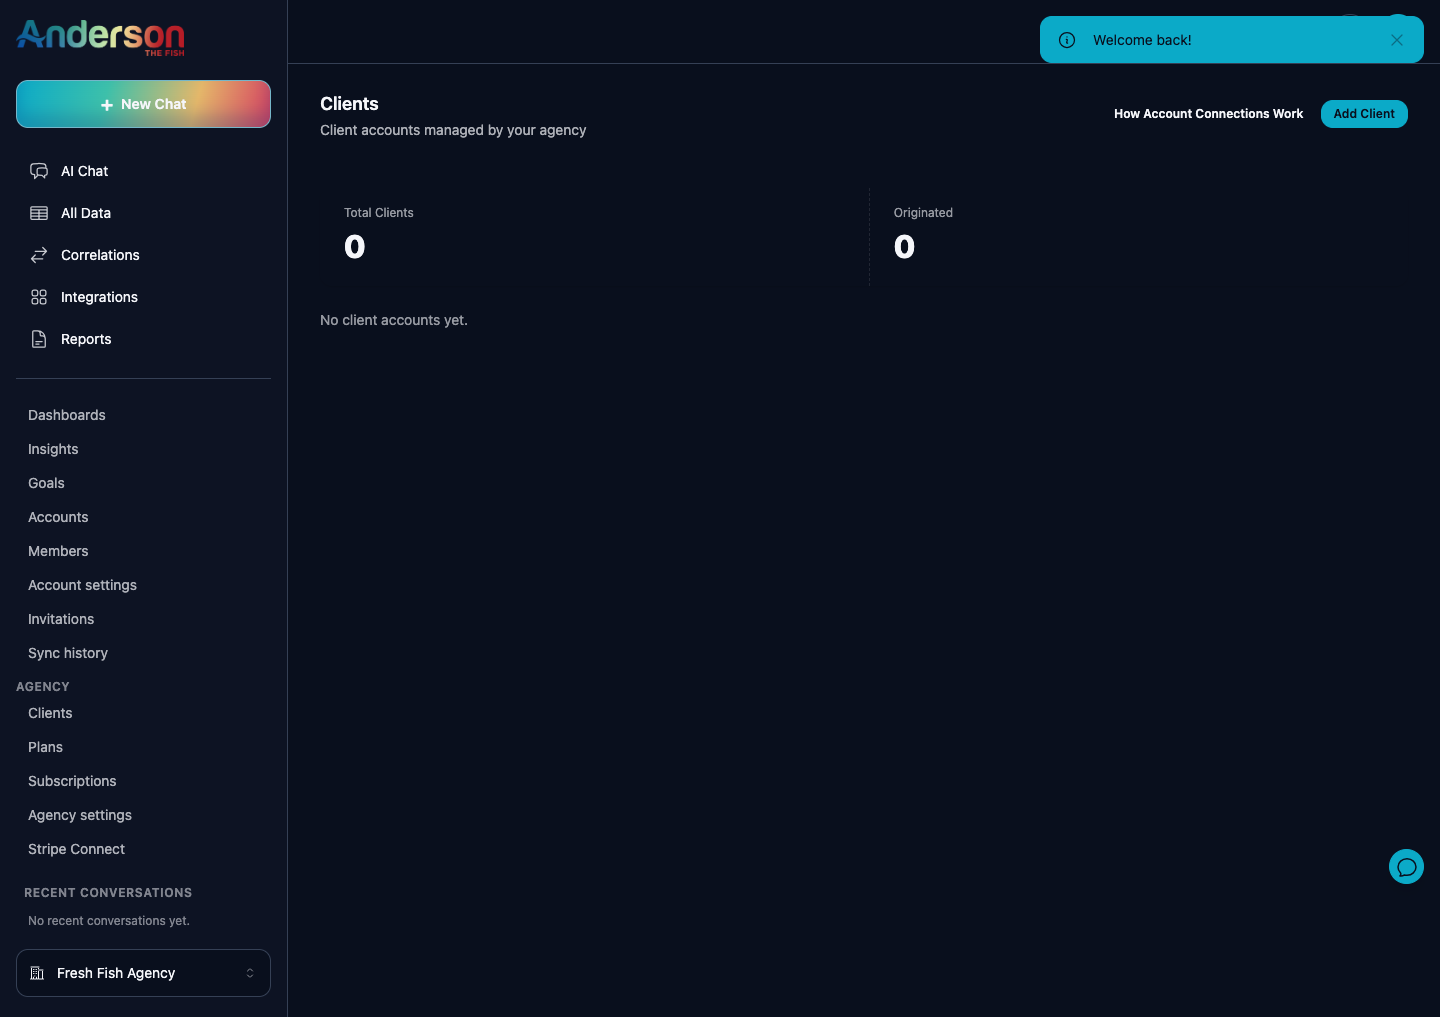 Anderson
THE FISH
New Chat
AI Chat
All Data
Correlations
Integrations
Reports
Dashboards
Insights
Goals
Accounts
Members
Account settings
Invitations
Sync history
AGENCY
Clients
Plans
Subscriptions
Agency settings
Stripe Connect
RECENT CONVERSATIONS
No recent conversations yet.
Fresh Fish Agency
Welcome back!
Clients
Client accounts managed by your agency
How Account Connections Work
Add Client
Total Clients
0
Originated
0
No client accounts yet.